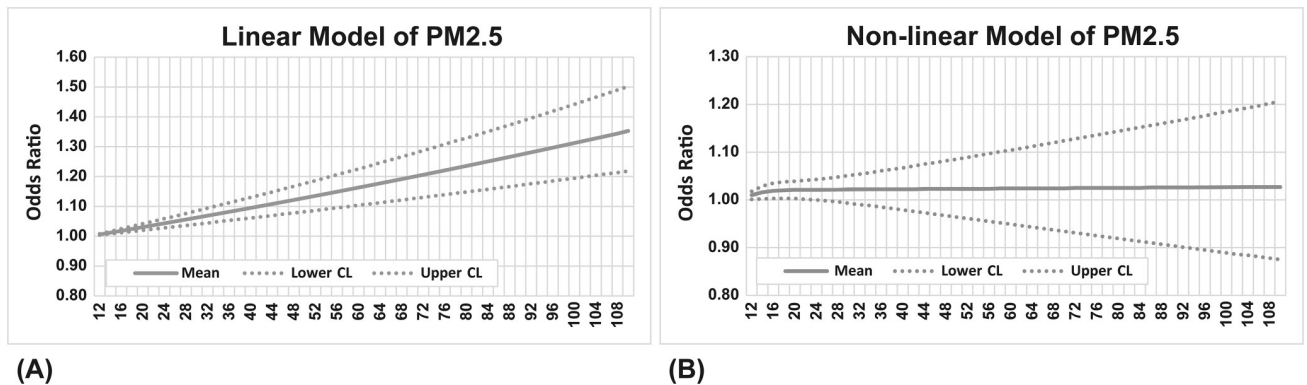 Linear Model of PM2.5
1.60
1.50
1.40
1.30
1.20
1.10
1.00
0.90
0.80
Odds Ratio
Mean Lower CL Upper CL
12 16 20 24 28 32 36 40 44 48 52 56 60 64 68 72 76 80 84 88 92 96 100 104 108
(A)
Non-linear Model of PM2.5
1.30
1.20
1.10
1.00
0.90
0.80
Odds Ratio
Mean Lower CL Upper CL
12 16 20 24 28 32 36 40 44 48 52 56 60 64 68 72 76 80 84 88 92 96 100 104 108
(B)